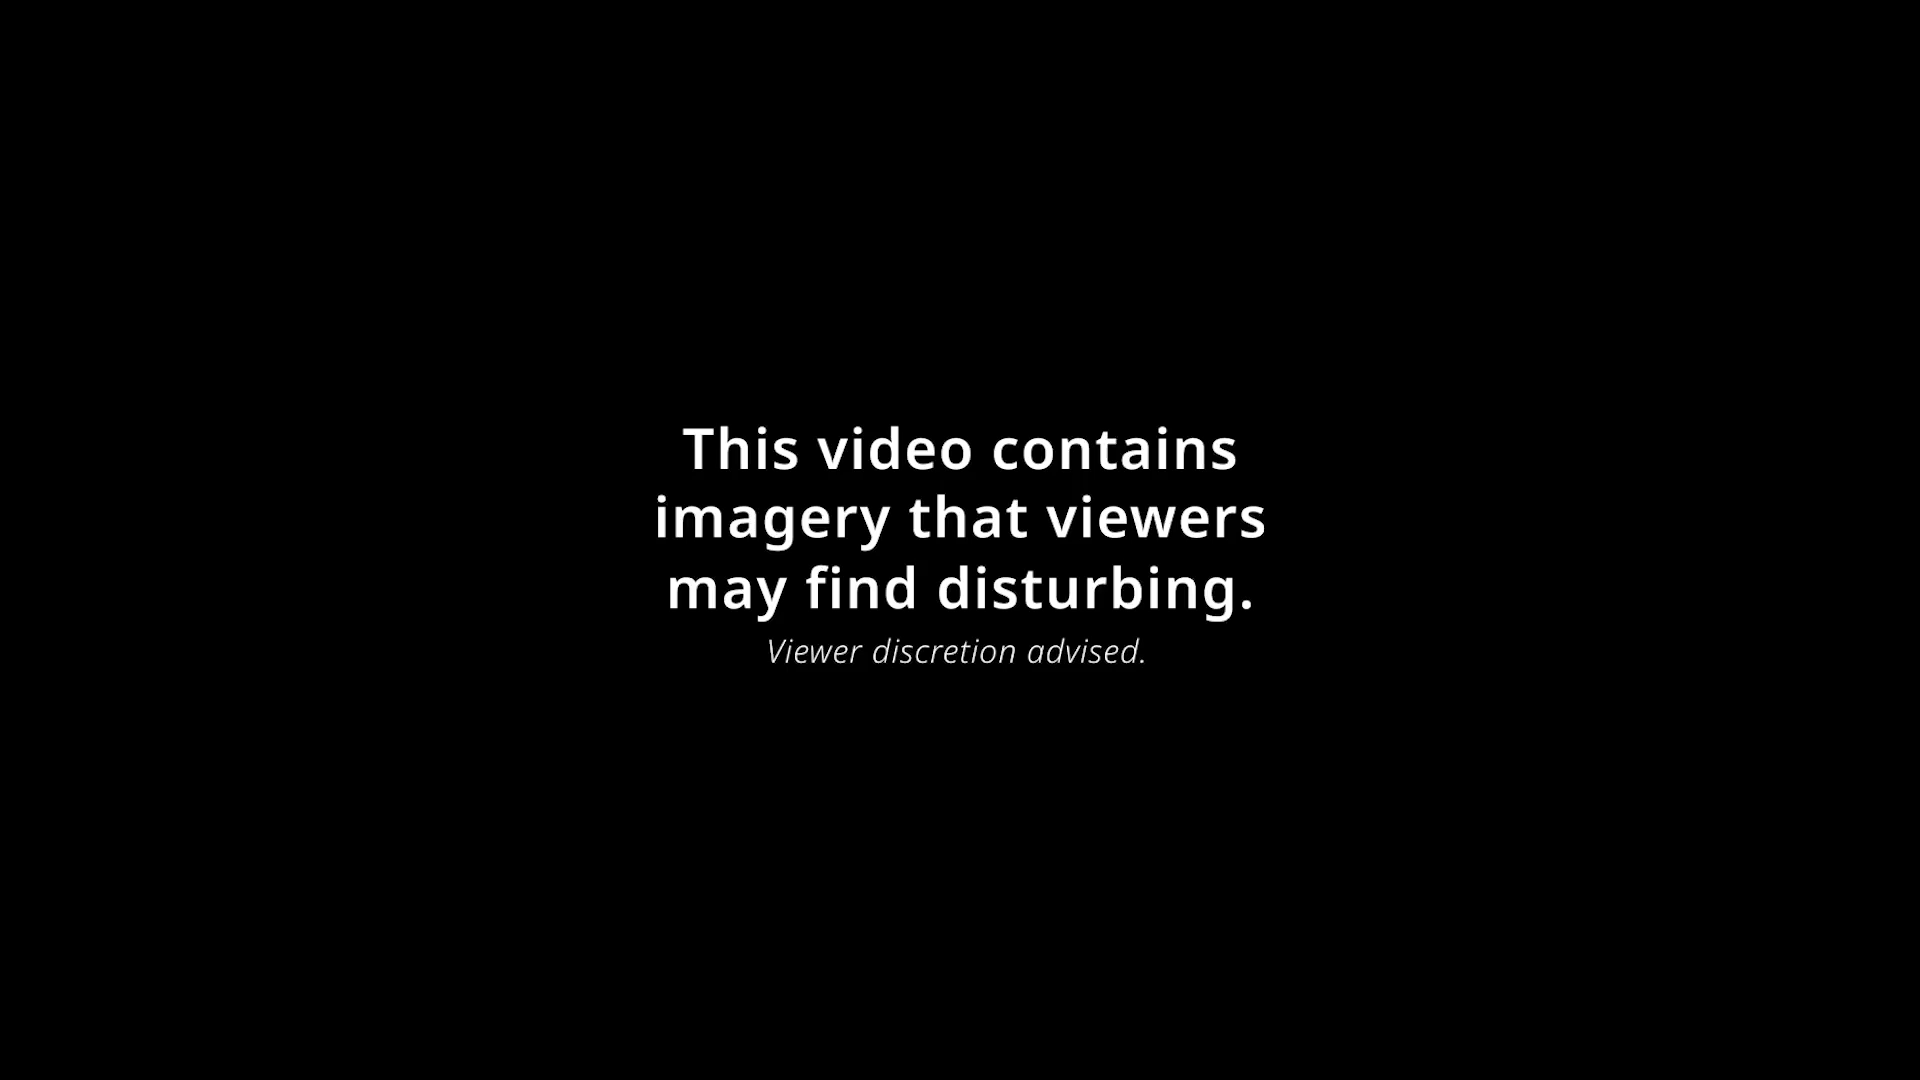 This video contains
imagery that viewers
may find disturbing.
Viewer discretion advised.